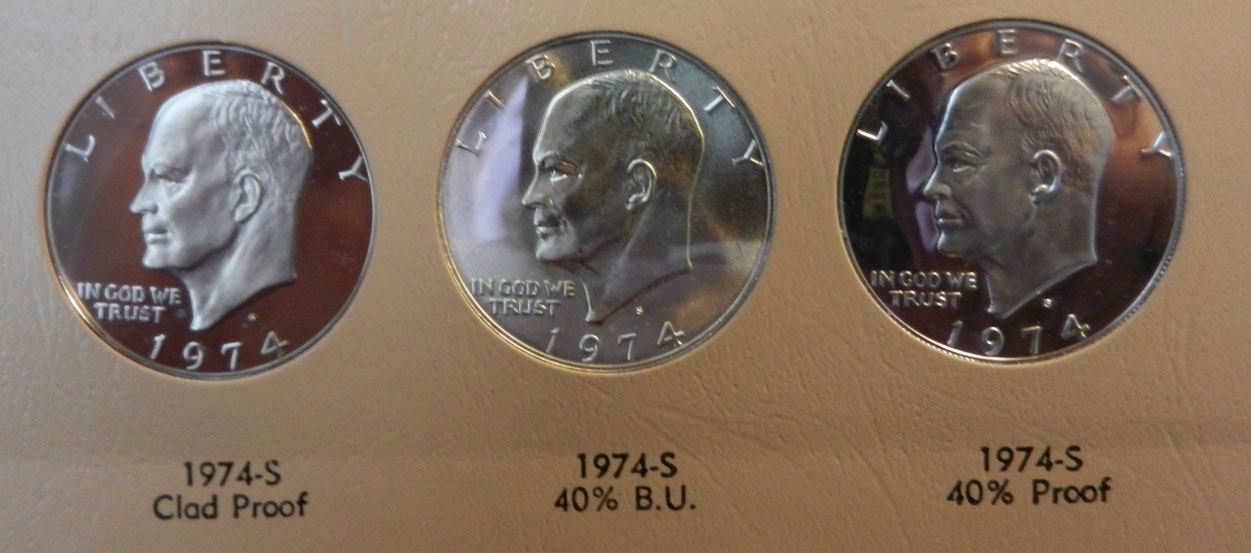 LIBERTY
IN GOD WE
TRUST
S
1974
LIBERTY
IN GOD WE
TRUST
S
1974
LIBERTY
IN GOD WE
TRUST
S
1974
1974-S
Clad Proof
1974-S
40% B.U.
1974-S
40% Proof